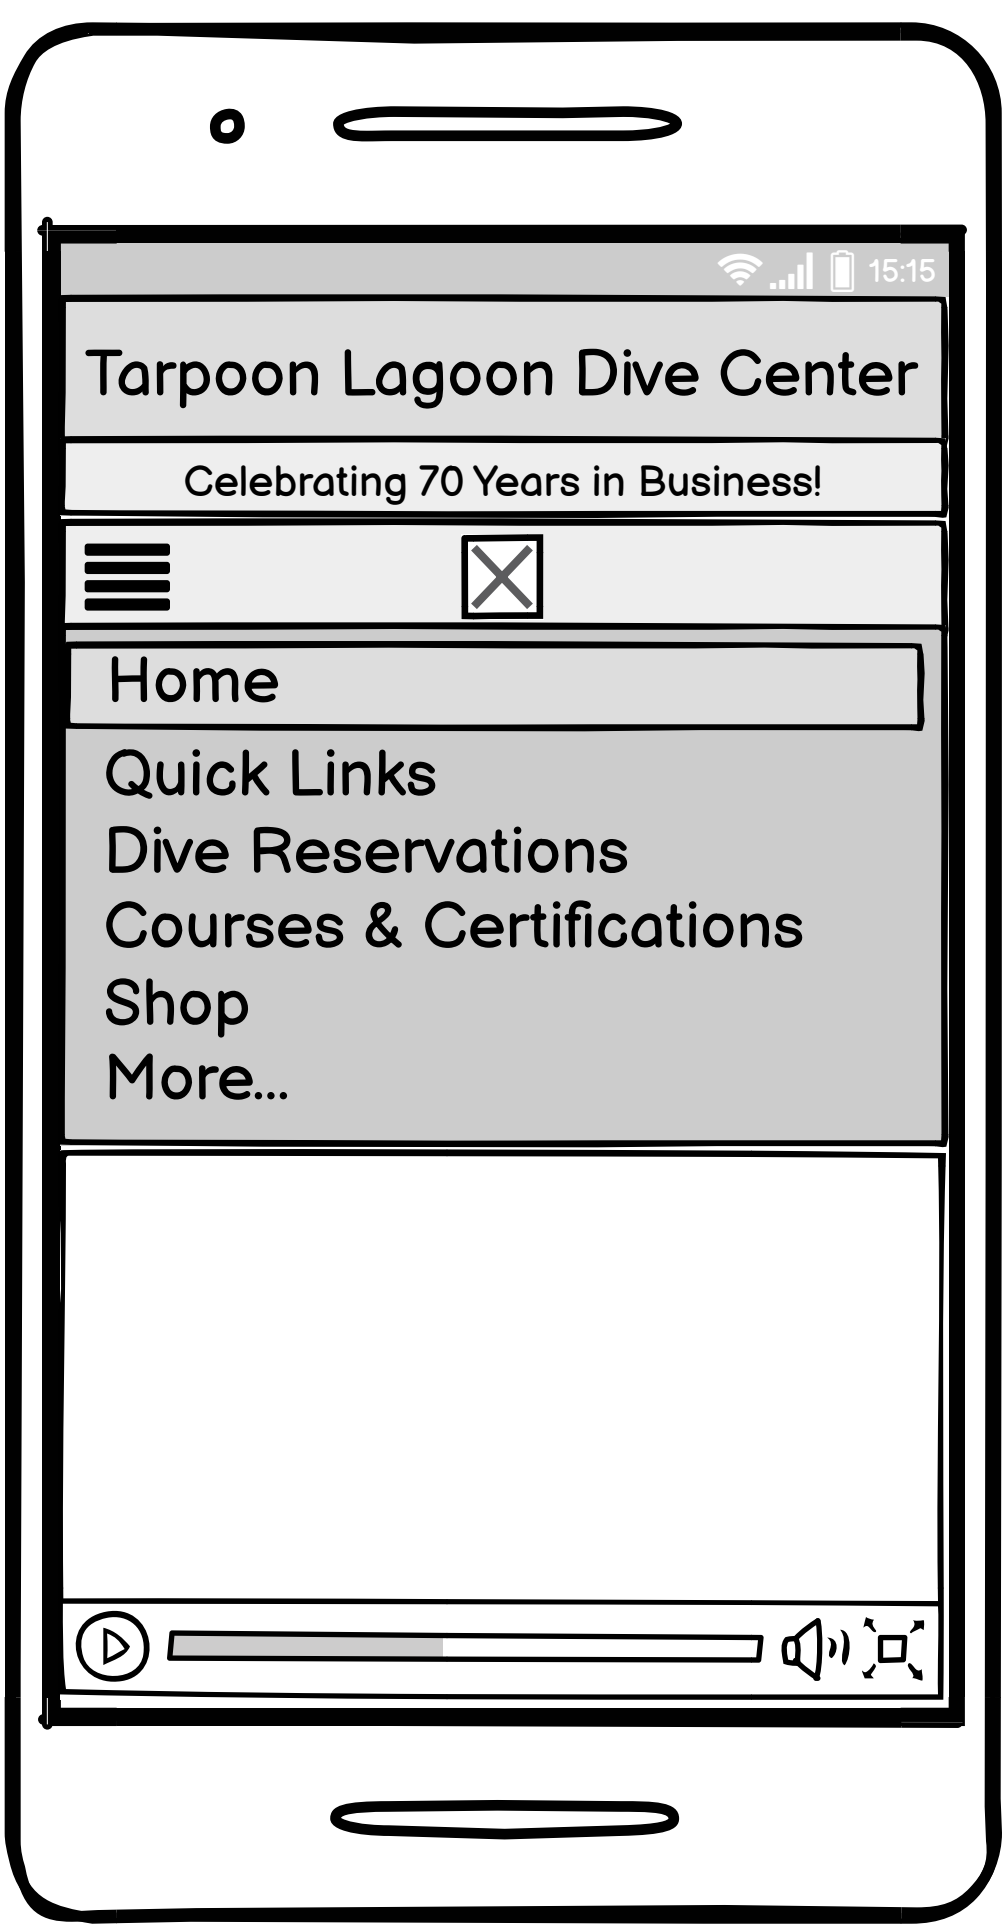 15:15
Tarpoon Lagoon Dive Center
Celebrating 70 Years in Business!
Home
Quick Links
Dive Reservations
Courses & Certifications
Shop
More...